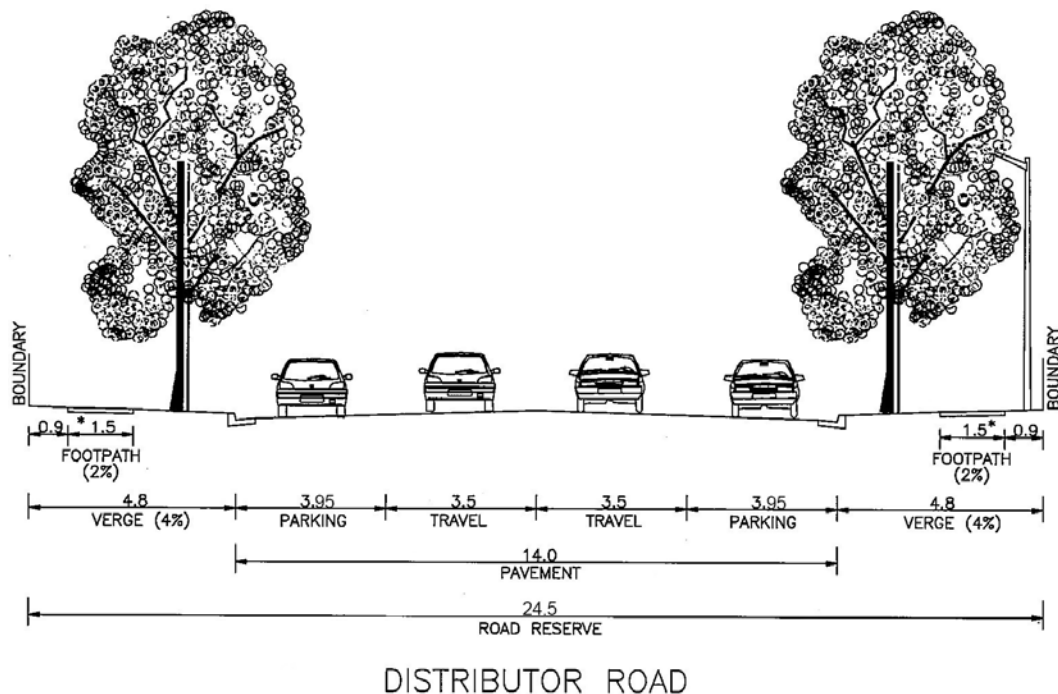 BOUNDARY
BOUNDARY
0.9 * 1.5
1.5* 0.9
FOOTPATH
(2%)
FOOTPATH
(2%)
4.8 3.95 3.5 3.5 3.95 4.8
VERGE (4%) PARKING TRAVEL TRAVEL PARKING VERGE (4%)
14.0
PAVEMENT
24.5
ROAD RESERVE
DISTRIBUTOR ROAD